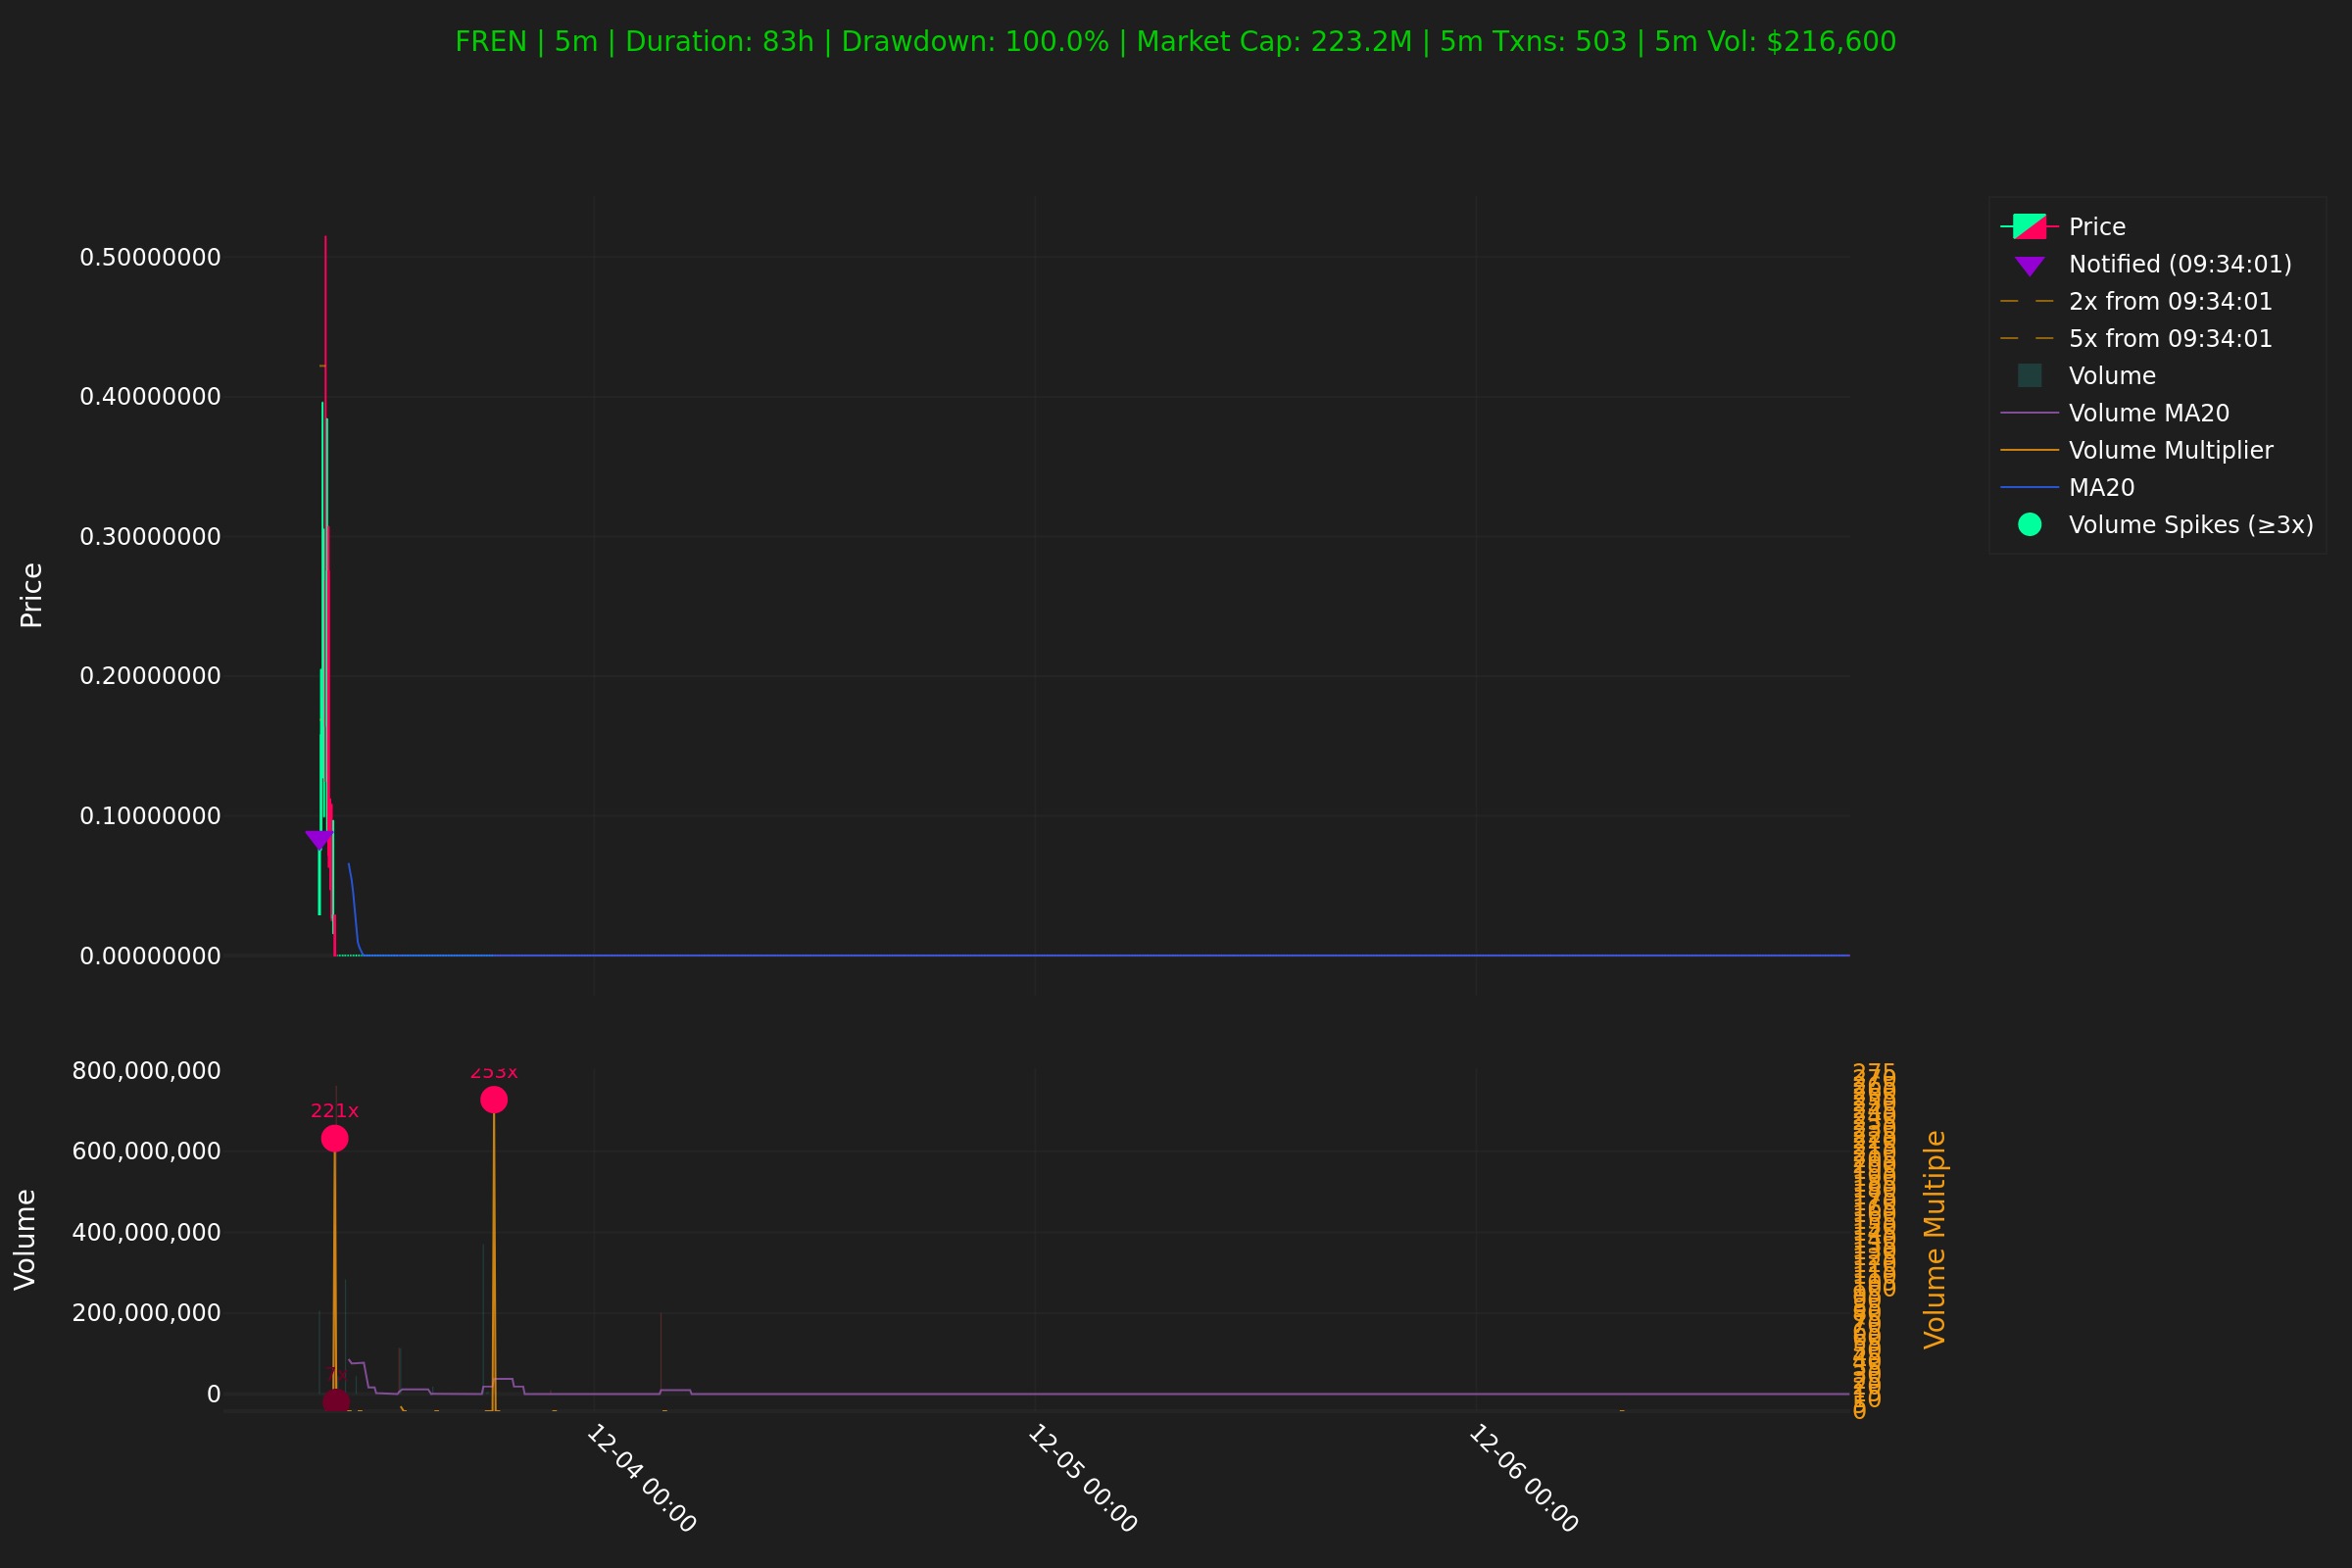 FREN | 5m | Duration: 83h | Drawdown: 100.0% | Market Cap: 223.2M | 5m Txns: 503 | 5m Vol: $216,600
Price
Notified (09:34:01)
2x from 09:34:01
5x from 09:34:01
Volume
Volume MA20
Volume Multiplier
MA20
Volume Spikes (≥3x)
Price
0.50000000
0.40000000
0.30000000
0.20000000
0.10000000
0.00000000
Volume
800,000,000
600,000,000
400,000,000
200,000,000
0
221x
253x
275
0
Volume Multiple
12-04 00:00
12-05 00:00
12-06 00:00